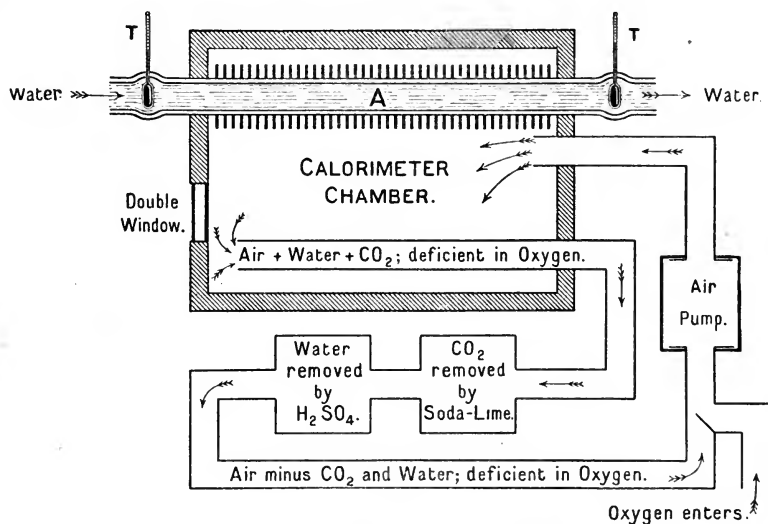 T
T
Water
A
Water.
CALORIMETER
CHAMBER.
Double
Window.
Air + Water + CO₂; deficient in Oxygen.
Air
Pump.
Water
removed
by
H₂SO₄.
CO₂
removed
by
Soda-Lime.
Air minus CO₂ and Water; deficient in Oxygen.
Oxygen enters.